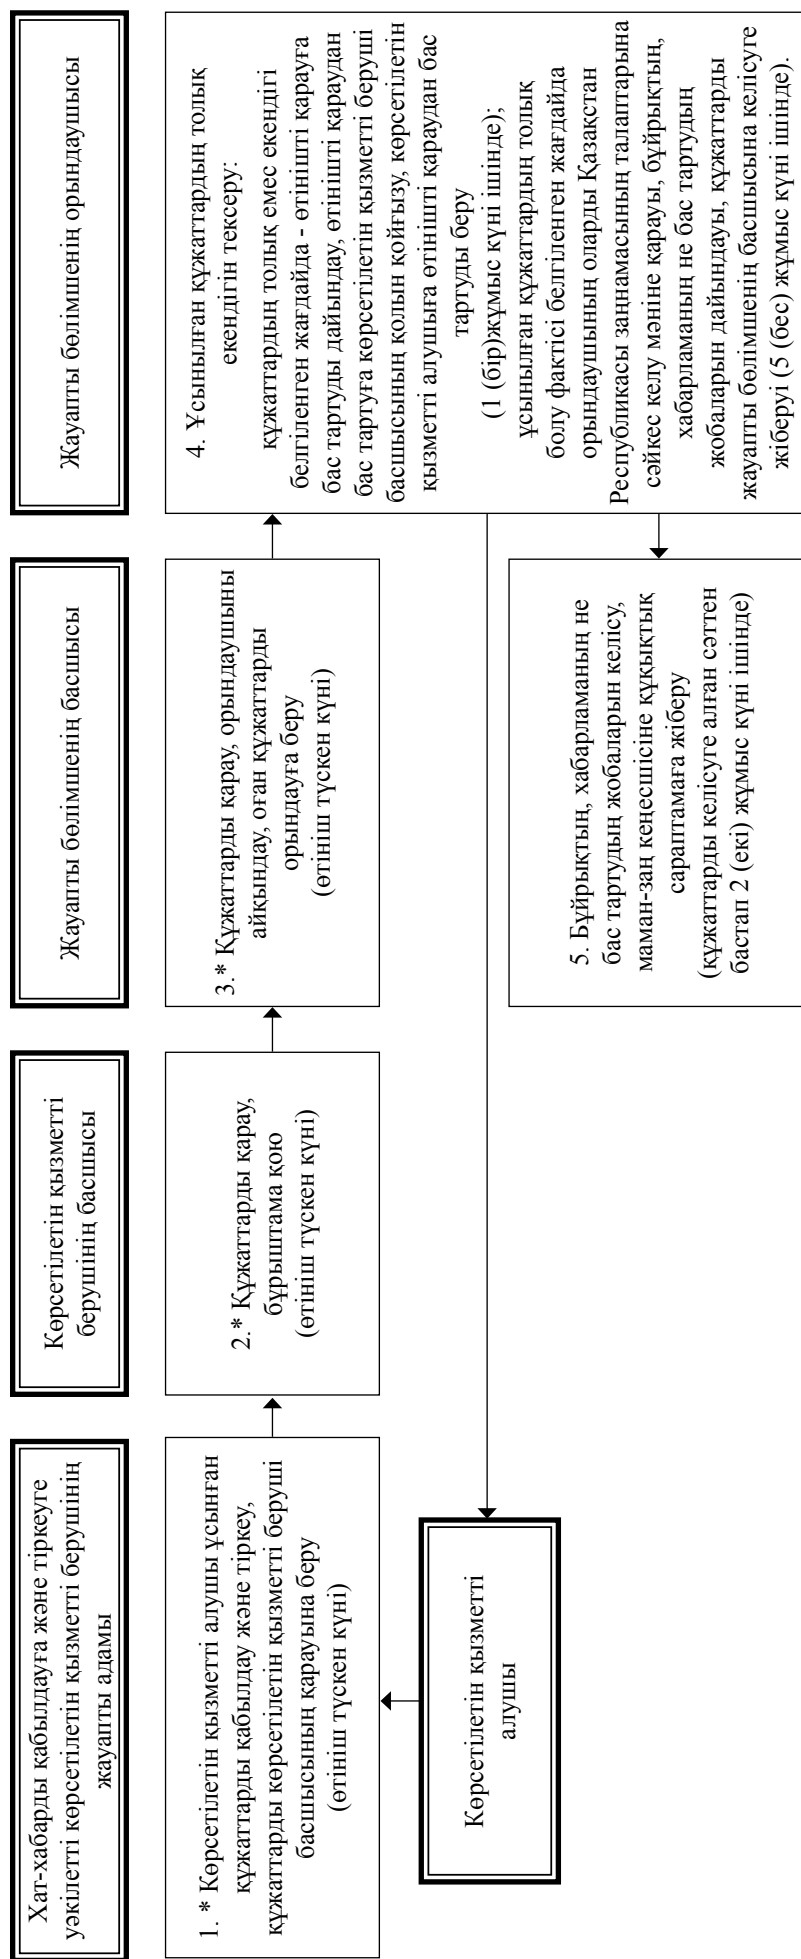 Хат-хабарды қабылдауға және тіркеуге
уәкілетті көрсетілетін қызметті берушінің
жауапты адамы
Көрсетілетін қызметті
берушінің басшысы
Жауапты бөлімшенің басшысы
Жауапты бөлімшенің орындаушысы
1. * Көрсетілетін қызметті алушы ұсынған
құжаттарды қабылдау және тіркеу,
құжаттарды көрсетілетін қызметті беруші
басшысының қарауына беру
(өтініш түскен күні)
2.* Құжаттарды қарау,
бұрыштама қою
(өтініш түскен күні)
3.* Құжаттарды қарау, орындаушыны
айқындау, оған құжаттарды
орындауға беру
(өтініш түскен күні)
4. Ұсынылған құжаттардың толық
екендігін тексеру:
құжаттардың толық емес екендігі
белгіленген жағдайда - өтінішті қарауға
бас тартуды дайындау, өтінішті қараудан
бас тартуға көрсетілетін қызметті беруші
басшысының қолын қойғызу, көрсетілетін
қызметті алушыға өтінішті қараудан бас
тартуды беру
(1 (бір)жұмыс күні ішінде);
ұсынылған құжаттардың толық
болу фактісі белгіленген жағдайда
орындаушының оларды Қазақстан
Республикасы заңнамасының талаптарына
сәйкес келу мәніне қарауы, бұйрықтың,
хабарламаның не бас тартудың
жобаларын дайындауы, құжаттарды
жауапты бөлімшенің басшысына келісуге
жіберуі (5 (бес) жұмыс күні ішінде).
Көрсетілетін қызметті
алушы
5. Бұйрықтың, хабарламаның не
бас тартудың жобаларын келісу,
маман-заң кеңесшісіне құқықтық
сараптамаға жіберу
(құжаттарды келісуге алған сәттен
бастап 2 (екі) жұмыс күні ішінде)